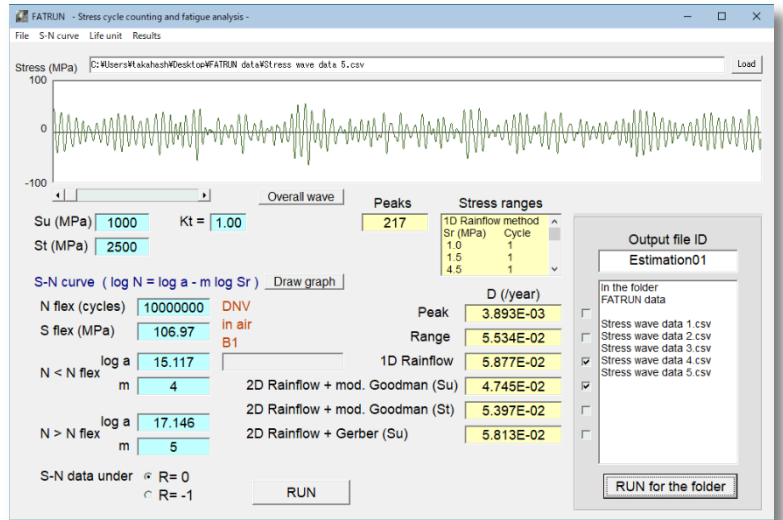 FATRUN - Stress cycle counting and fatigue analysis -
File S-N curve Life unit Results
Stress (MPa) C:¥Users¥takahash¥Desktop¥FATRUN data¥Stress wave data 5.csv Load
100
0
-100
Overall wave
Peaks Stress ranges
Su (MPa) 1000 Kt = 1.00 217
1D Rainflow method
Sr (MPa) Cycle
1.0 1
1.5 1
4.5 1
St (MPa) 2500
Output file ID
Estimation01
S-N curve ( log N = log a - m log Sr ) Draw graph
N flex (cycles) 10000000 DNV
in air
B1
S flex (MPa) 106.97
N < N flex
log a 15.117
m 4
N > N flex
log a 17.146
m 5
D (/year)
Peak 3.893E-03
Range 5.534E-02
1D Rainflow 5.877E-02
2D Rainflow + mod. Goodman (Su) 4.745E-02
2D Rainflow + mod. Goodman (St) 5.397E-02
2D Rainflow + Gerber (Su) 5.813E-02
In the folder
FATRUN data
Stress wave data 1.csv
Stress wave data 2.csv
Stress wave data 3.csv
Stress wave data 4.csv
Stress wave data 5.csv
S-N data under R= 0
R= -1
RUN
RUN for the folder